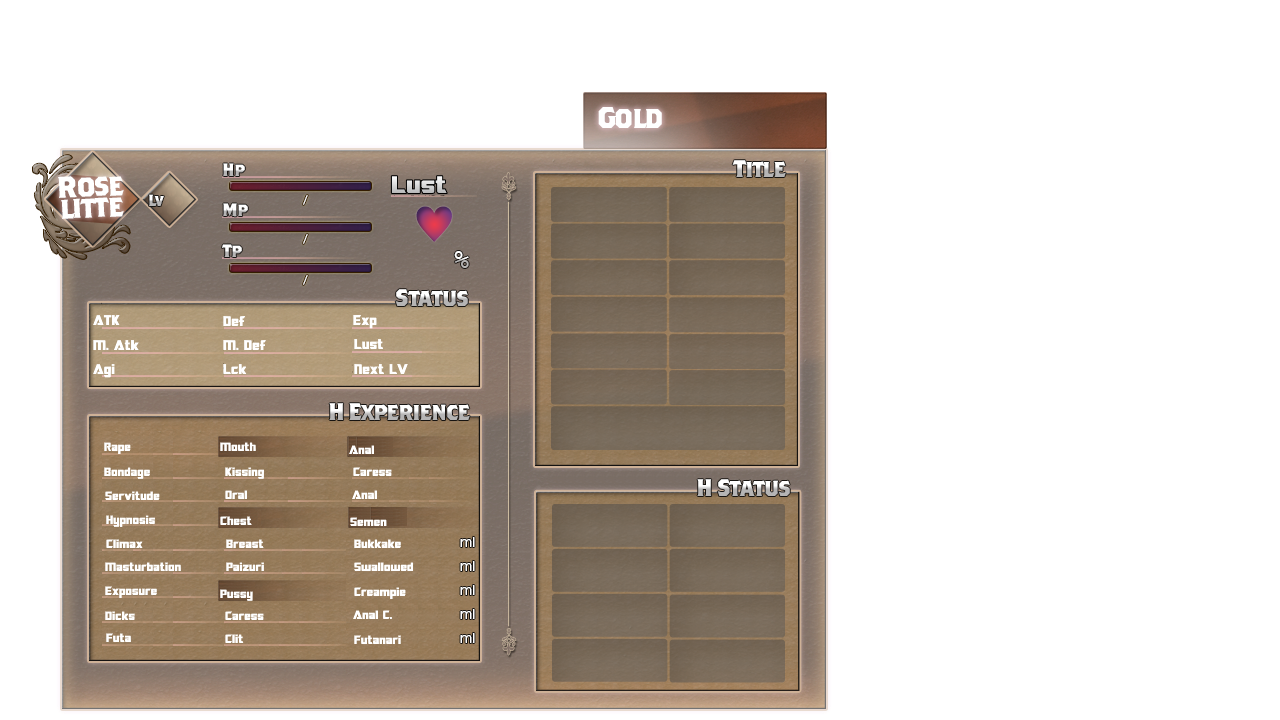 GOLD
ROSE
LITTE
LV
HP
/
MP
/
TP
/
Lust
%
STATUS
ATK Def Exp
M. Atk M. Def Lust
Agi Lck Next LV
H EXPERIENCE
Rape Mouth Anal
Bondage Kissing Caress
Servitude Oral Anal
Hypnosis Chest Semen
Climax Breast Bukkake ml
Masturbation Paizuri Swallowed ml
Exposure Pussy Creampie ml
Dicks Caress Anal C. ml
Futa Clit Futanari ml
TITLE
H STATUS